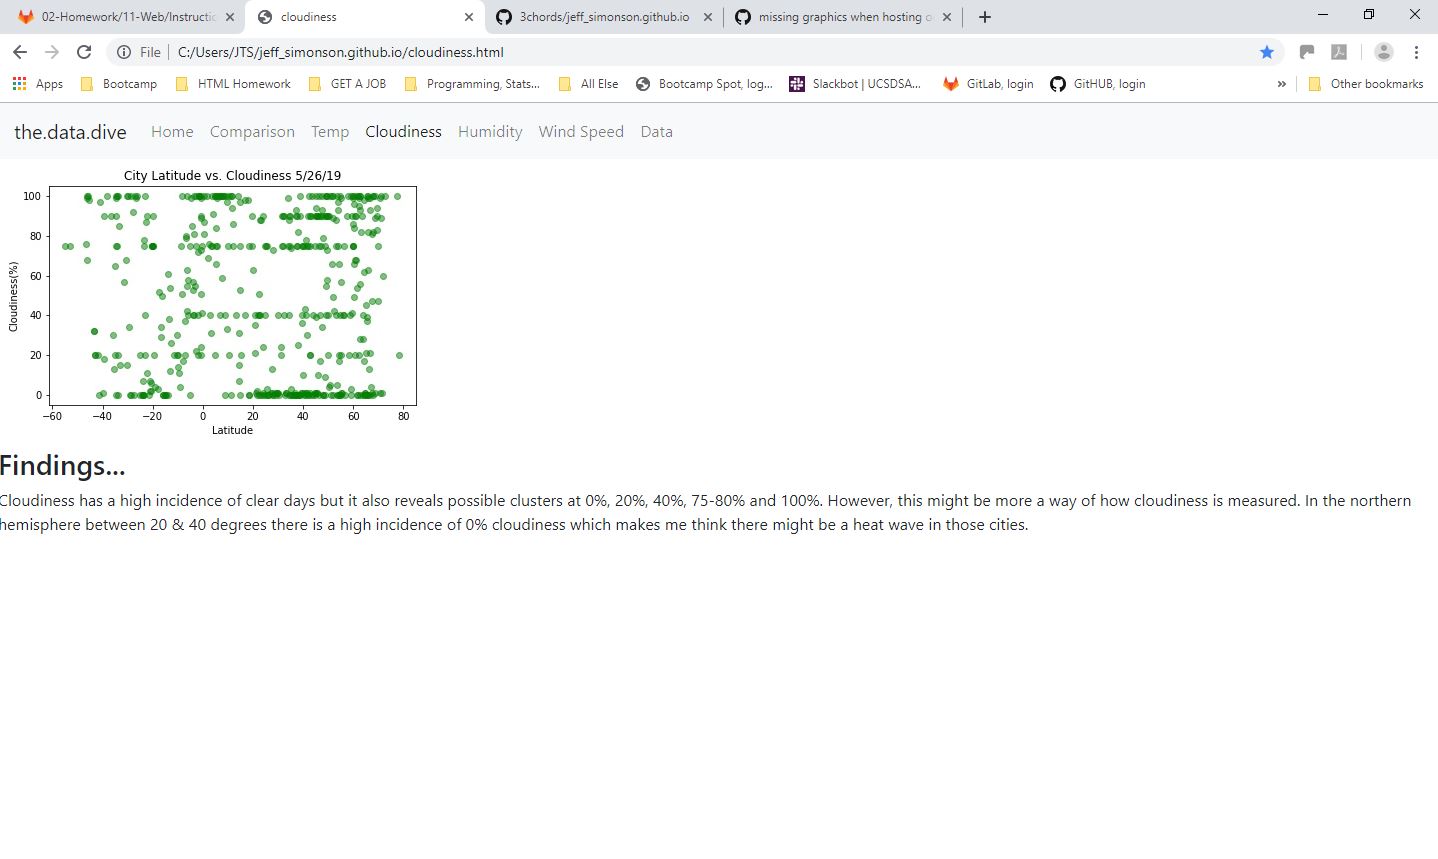 02-Homework/11-Web/Instructio
cloudiness
3chords/jeff_simonson.github.io
missing graphics when hosting o
File
C:/Users/JTS/jeff_simonson.github.io/cloudiness.html
Apps
Bootcamp
HTML Homework
GET A JOB
Programming, Stats...
All Else
Bootcamp Spot, log...
Slackbot | UCSDSA...
GitLab, login
GitHUB, login
»
Other bookmarks
the.data.dive Home Comparison Temp Cloudiness Humidity Wind Speed Data
City Latitude vs. Cloudiness 5/26/19
Cloudiness(%)
100
80
60
40
20
0
−60 −40 −20 0 20 40 60 80
Latitude
Findings...
Cloudiness has a high incidence of clear days but it also reveals possible clusters at 0%, 20%, 40%, 75-80% and 100%. However, this might be more a way of how cloudiness is measured. In the northern
hemisphere between 20 & 40 degrees there is a high incidence of 0% cloudiness which makes me think there might be a heat wave in those cities.